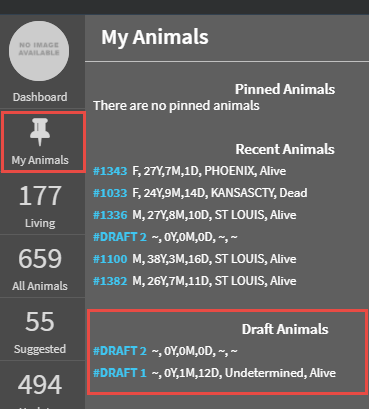 NO IMAGE
AVAILABLE
Dashboard
My Animals
177
Living
659
All Animals
55
Suggested
494
My Animals
Pinned Animals
There are no pinned animals
Recent Animals
#1343 F, 27Y,7M,1D, PHOENIX, Alive
#1033 F, 24Y,9M,14D, KANSASCTY, Dead
#1336 M, 27Y,8M,10D, ST LOUIS, Alive
#DRAFT 2 ~, 0Y,0M,0D, ~, ~
#1100 M, 38Y,3M,16D, ST LOUIS, Alive
#1382 M, 26Y,7M,11D, ST LOUIS, Alive
Draft Animals
#DRAFT 2 ~, 0Y,0M,0D, ~, ~
#DRAFT 1 ~, 0Y,1M,12D, Undetermined, Alive